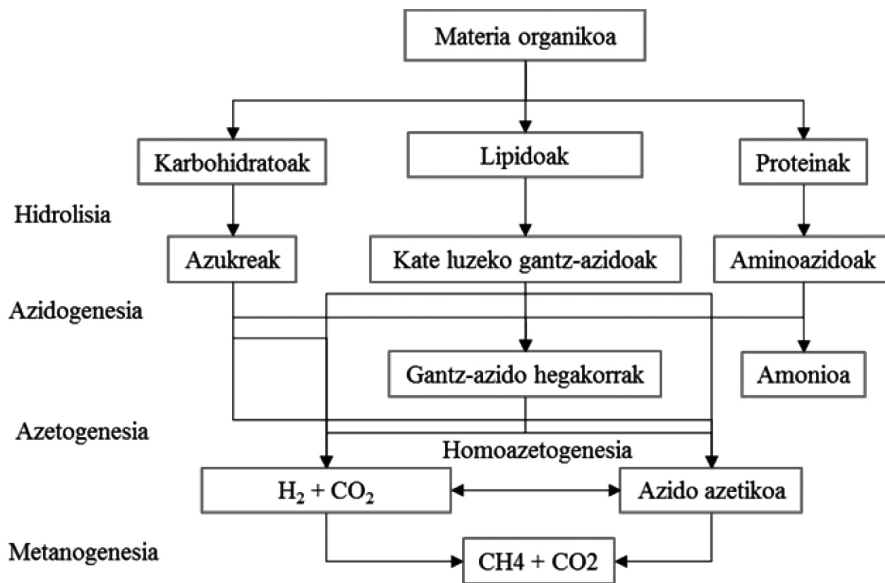 Materia organikoa
Karbohidratoak
Lipidoak
Proteinak
Hidrolisia
Azukreak
Kate luzeko gantz-azidoak
Aminoazidoak
Azidogenesia
Gantz-azido hegakorrak
Amonioa
Azetogenesia
Homoazetogenesia
H₂ + CO₂
Azido azetikoa
Metanogenesia
CH4 + CO2